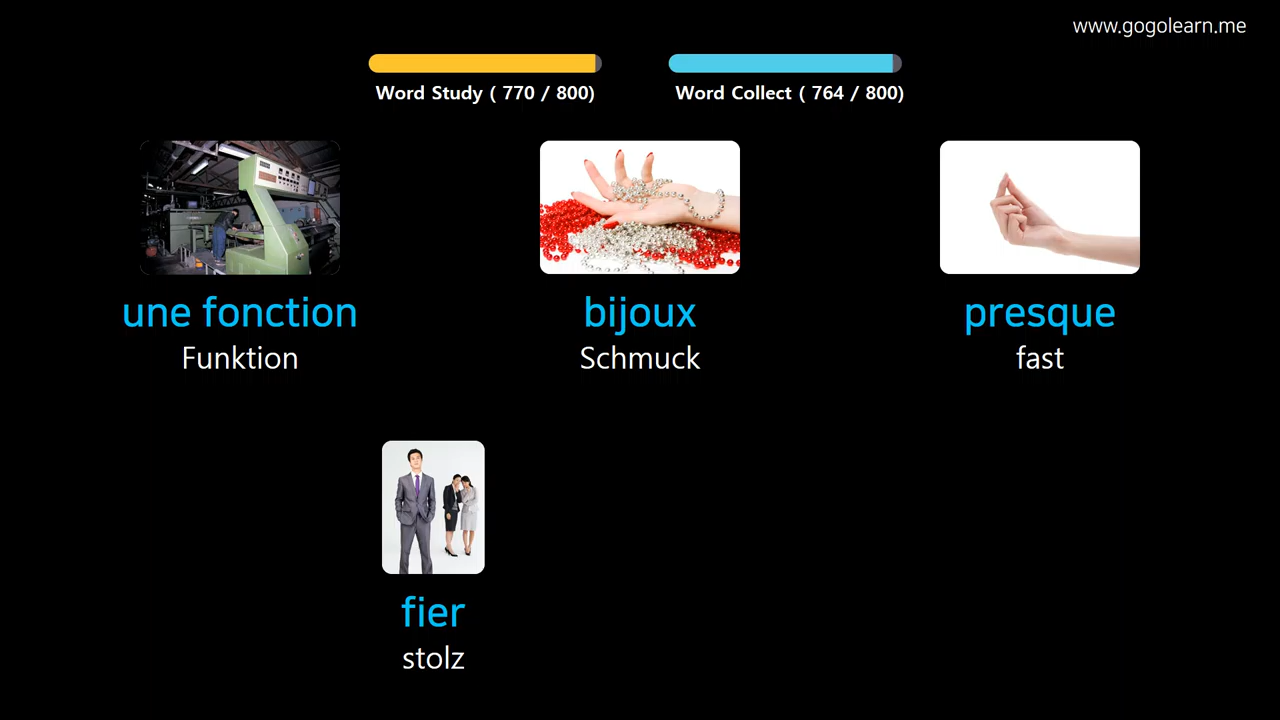 www.gogolearn.me
Word Study ( 770 / 800)
Word Collect ( 764 / 800)
une fonction
Funktion
bijoux
Schmuck
presque
fast
fier
stolz